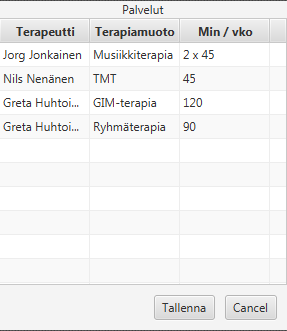 Palvelut
Terapeutti Terapiamuoto Min / vko
Jorg Jonkainen Musiikkiterapia 2 x 45
Nils Nenänen TMT 45
Greta Huhtoi... GIM-terapia 120
Greta Huhtoi... Ryhmäterapia 90
Tallenna Cancel